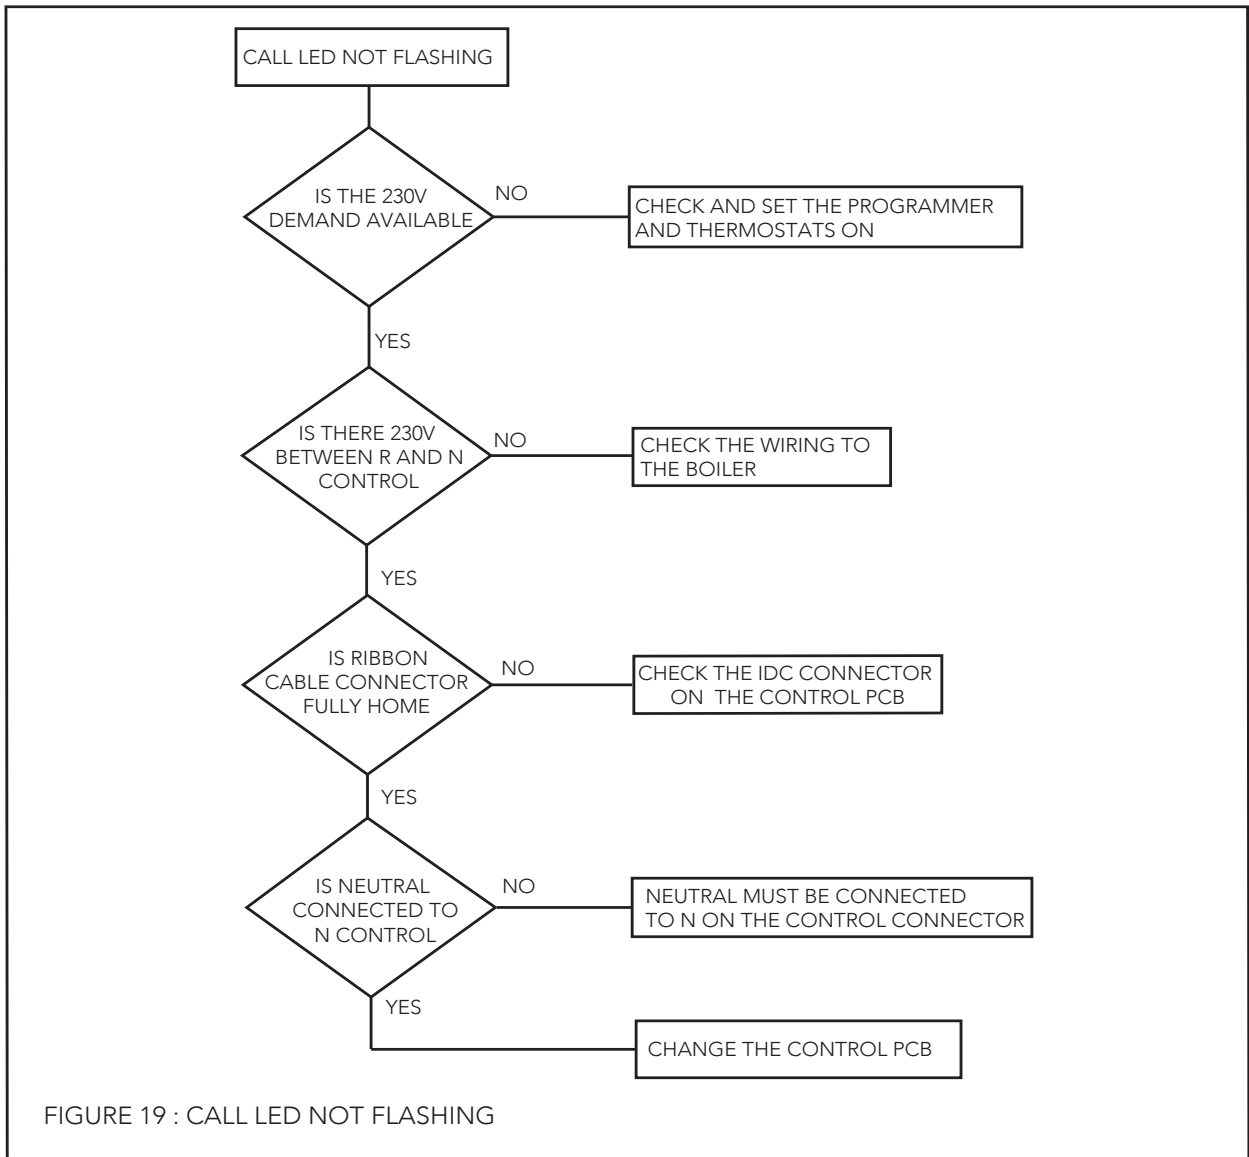 CALL LED NOT FLASHING
IS THE 230V
DEMAND AVAILABLE
NO
CHECK AND SET THE PROGRAMMER
AND THERMOSTATS ON
YES
IS THERE 230V
BETWEEN R AND N
CONTROL
NO
CHECK THE WIRING TO
THE BOILER
YES
IS RIBBON
CABLE CONNECTOR
FULLY HOME
NO
CHECK THE IDC CONNECTOR
ON THE CONTROL PCB
YES
IS NEUTRAL
CONNECTED TO
N CONTROL
NO
NEUTRAL MUST BE CONNECTED
TO N ON THE CONTROL CONNECTOR
YES
CHANGE THE CONTROL PCB
FIGURE 19 : CALL LED NOT FLASHING